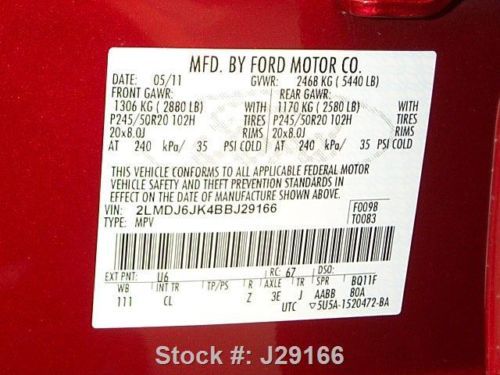 MFD. BY FORD MOTOR CO.
DATE: 05/11 GVWR: 2468 KG ( 5440 LB)
FRONT GAWR: REAR GAWR:
1306 KG ( 2880 LB) 1170 KG ( 2580 LB) WITH
P245/50R20 102H TIRES P245/50R20 102H TIRES
20x8.0J RIMS 20x8.0J RIMS
AT 240 kPa/ 35 PSI COLD AT 240 kPa/ 35 PSI COLD
THIS VEHICLE CONFORMS TO ALL APPLICABLE FEDERAL MOTOR
VEHICLE SAFETY AND THEFT PREVENTION STANDARDS IN
EFFECT ON THE DATE OF MANUFACTURE SHOWN ABOVE.
VIN: 2LMDJ6JK4BBJ29166 F0098
TYPE: MPV T0083
EXT PNT: U6 RC: 67 DSO:
WB INT TR TP/PS R AXLE TR SPR BQ11F
111 CL Z 3E J AABB 80A
UTC ▽5U5A-1520472-BA
Stock #: J29166